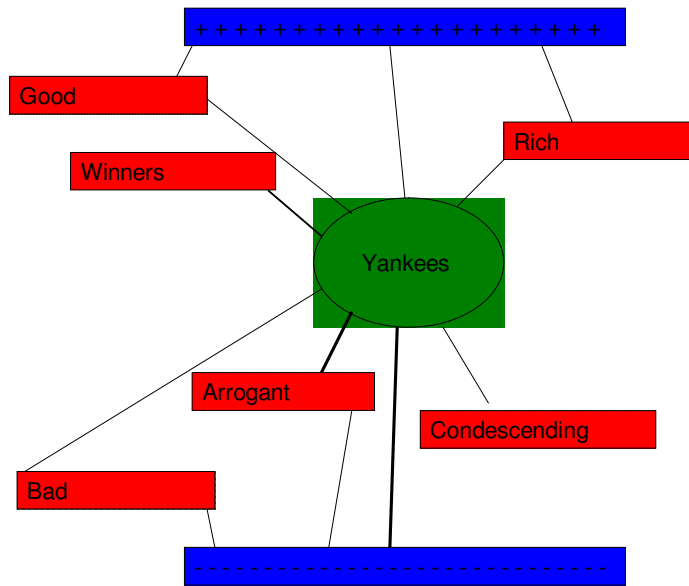 + + + + + + + + + + + + + + + + + + + + +
Good
Rich
Winners
Yankees
Arrogant
Condescending
Bad
- - - - - - - - - - - - - - - - - - - - - - - - - - - - - - - - - - -